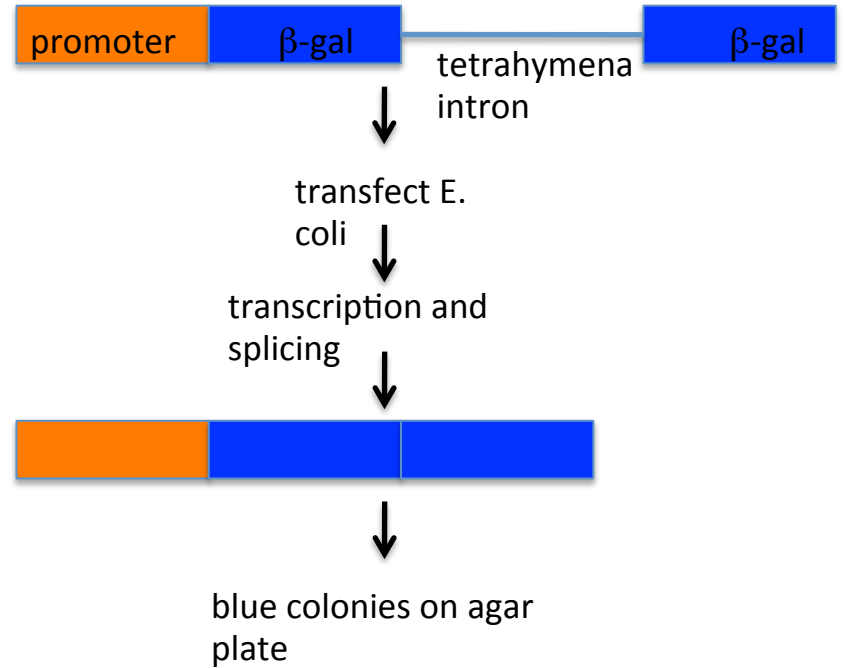 promoter
β-gal
β-gal
tetrahymena
intron
transfect E.
coli
transcription and
splicing
blue colonies on agar
plate